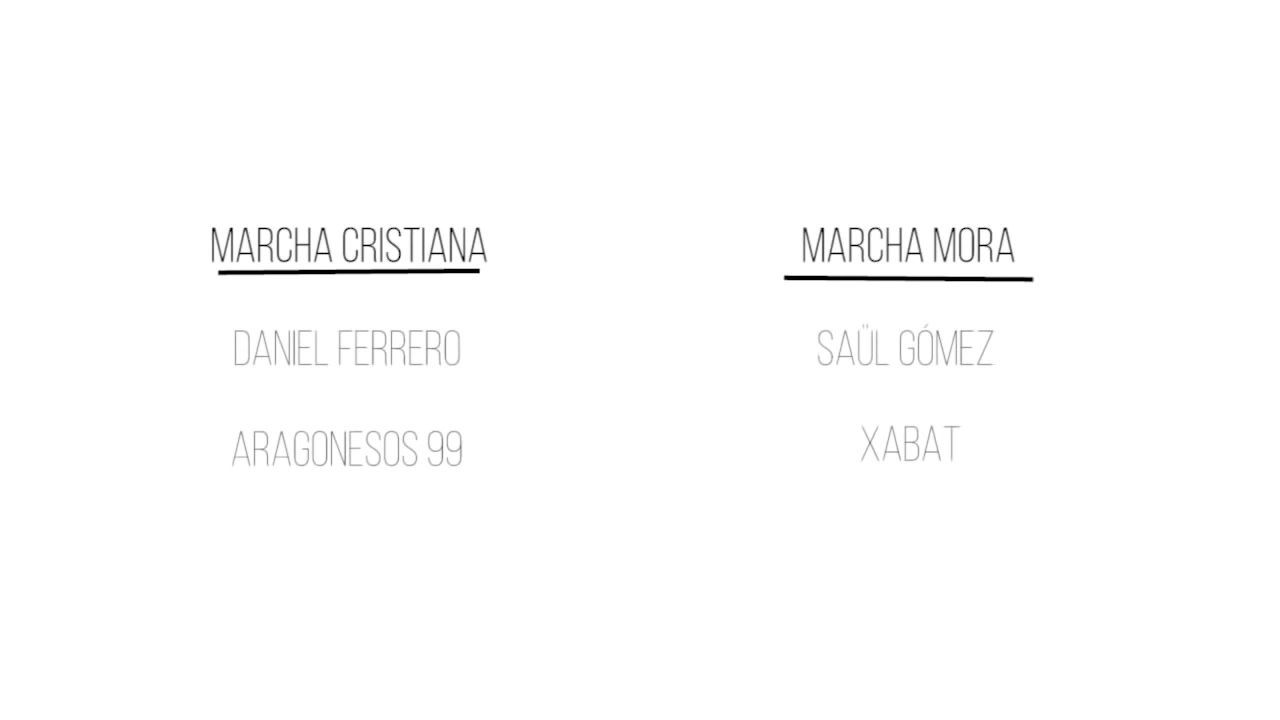 MARCHA CRISTIANA
DANIEL FERRERO
ARAGONESOS 99
MARCHA MORA
SAÜL GÓMEZ
XABAT